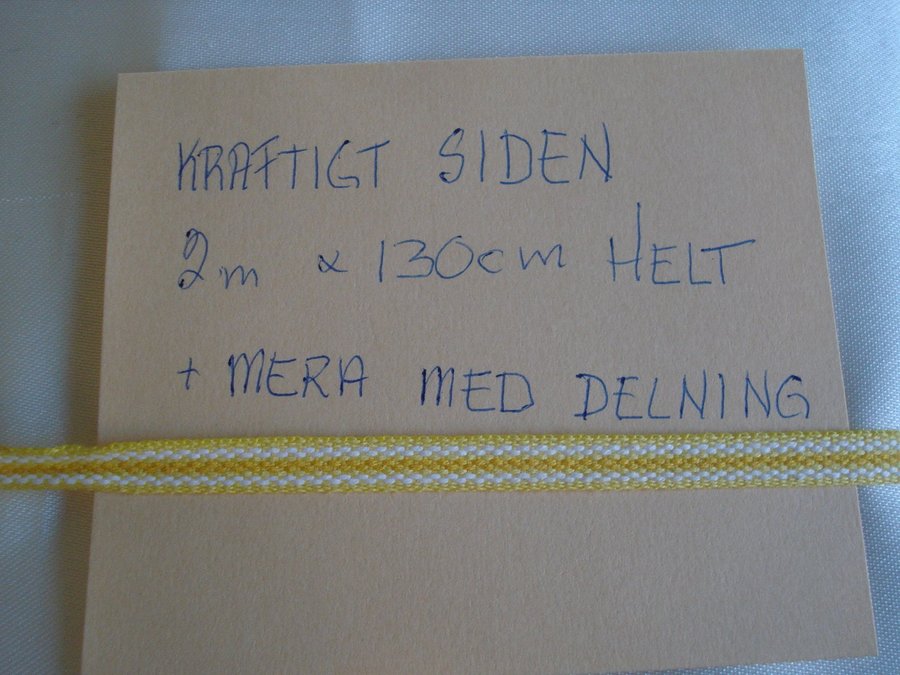 KRAFTIGT SIDEN
2m x 130cm HELT
+ MERA MED DELNING